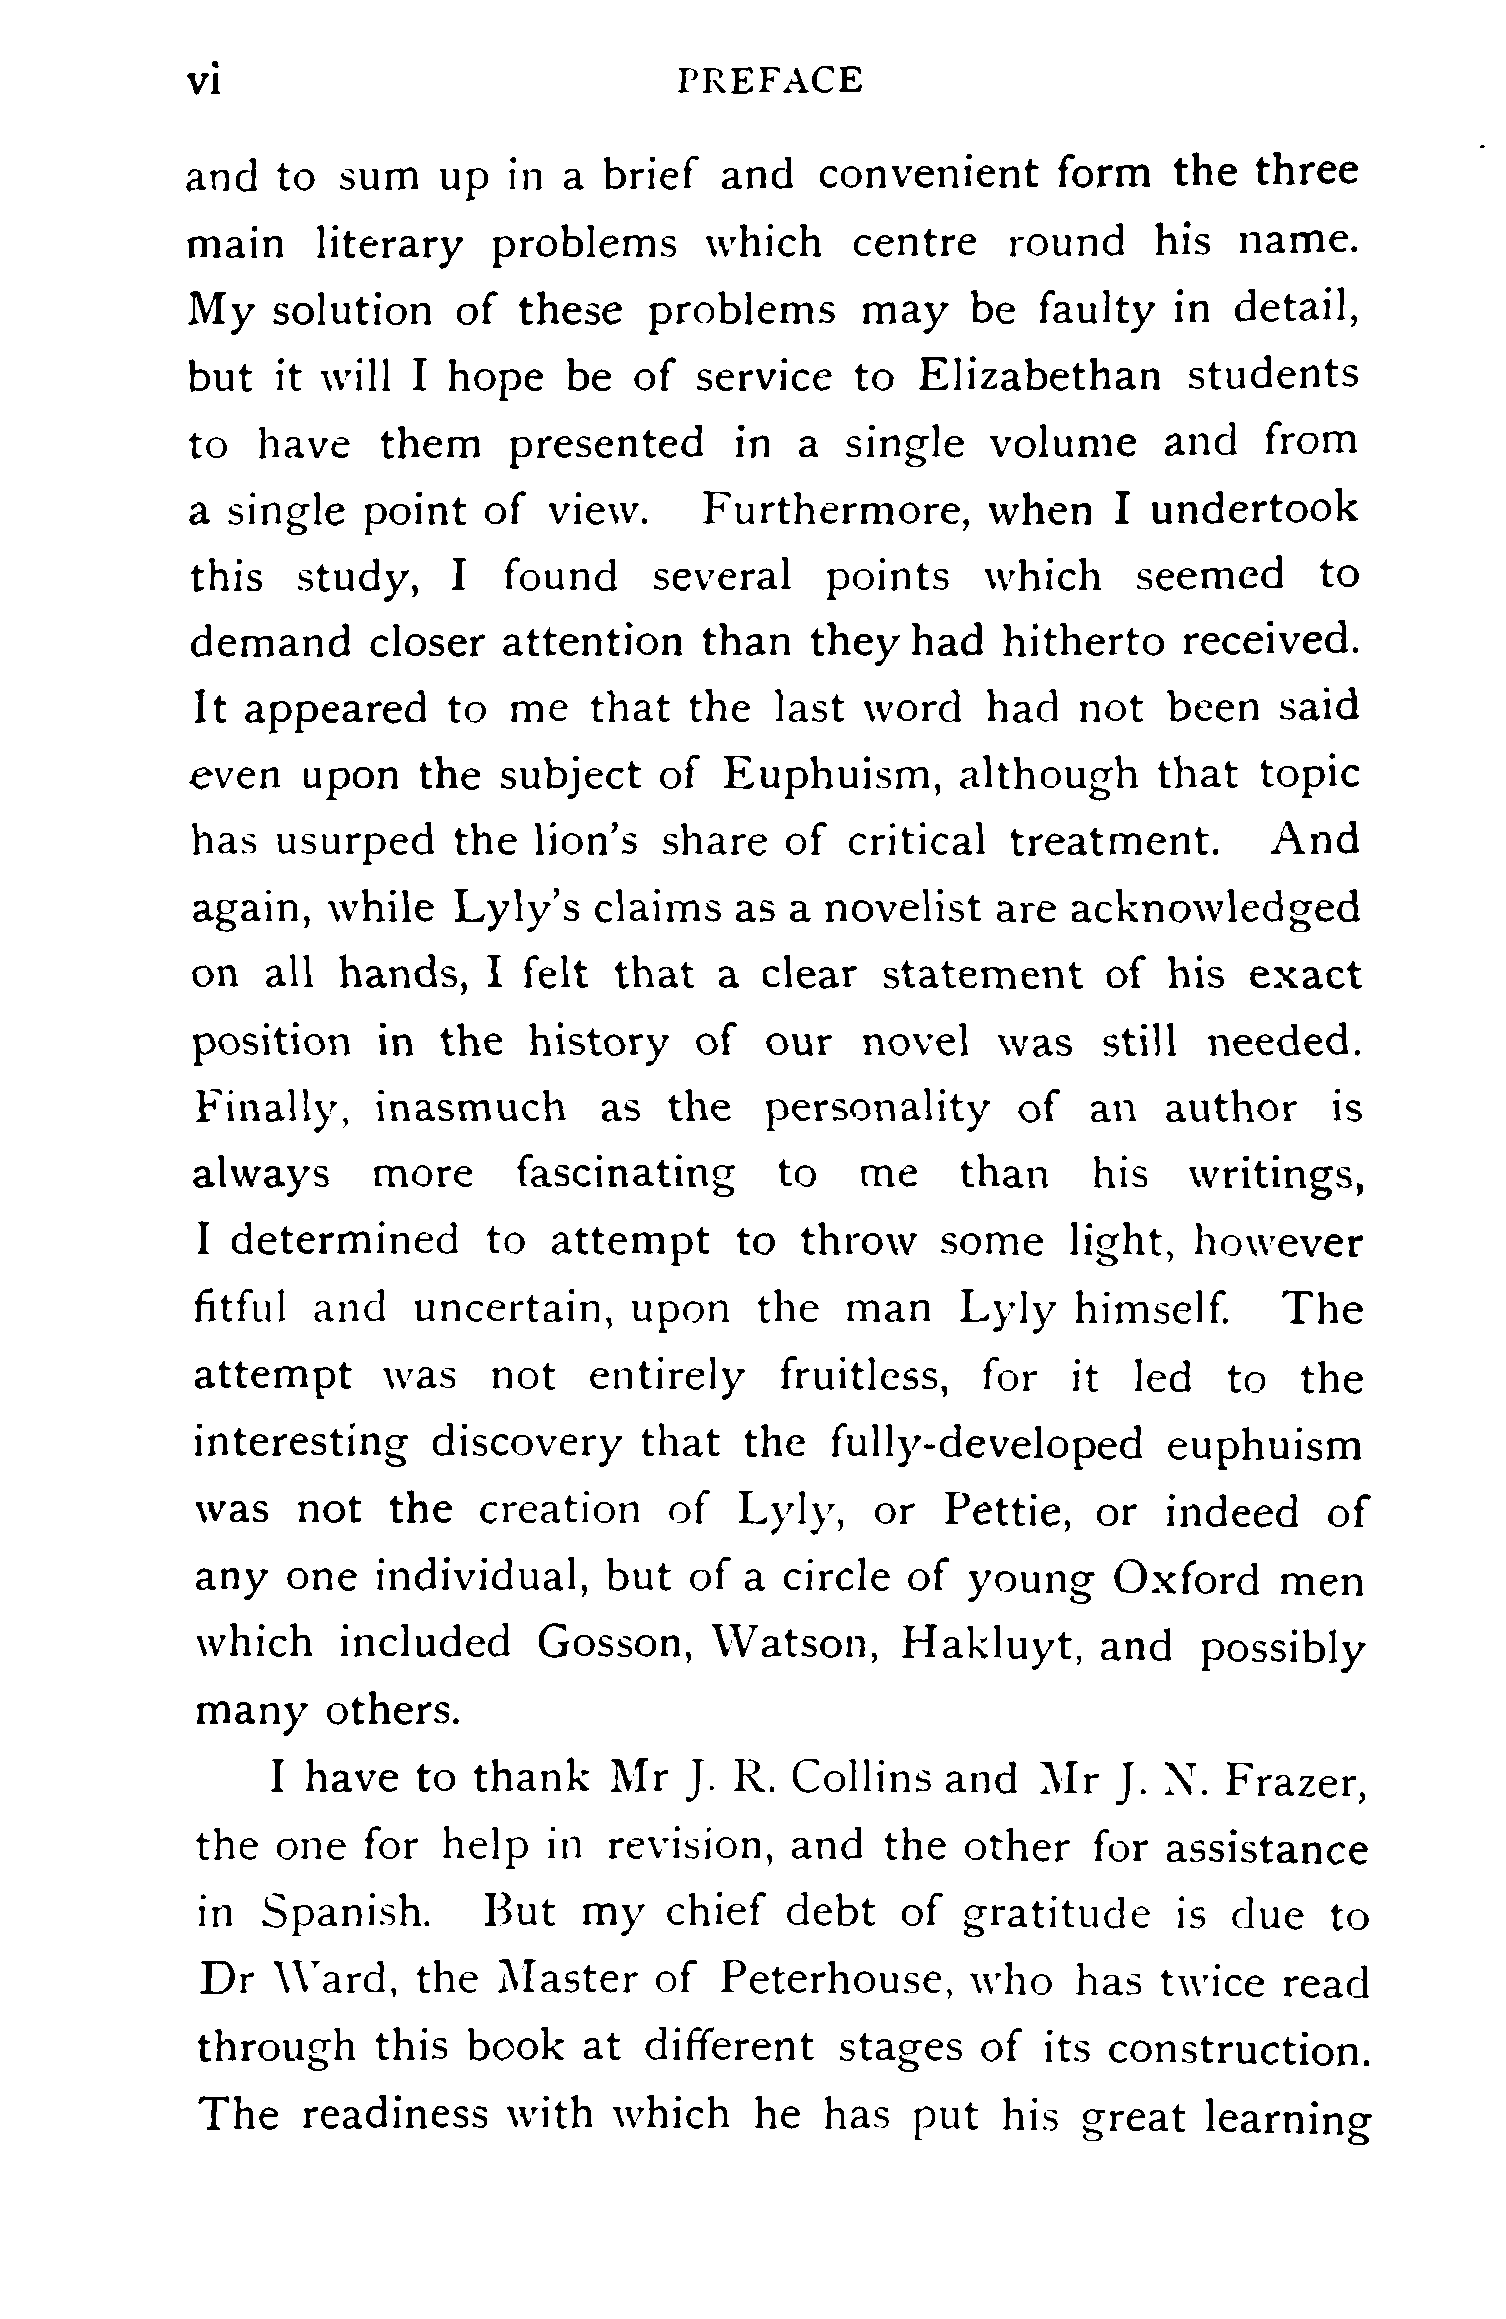 vi PREFACE
and to sum up in a brief and convenient form the three
main literary problems which centre round his name.
My solution of these problems may be faulty in detail,
but it will I hope be of service to Elizabethan students
to have them presented in a single volume and from
a single point of view. Furthermore, when I undertook
this study, I found several points which seemed to
demand closer attention than they had hitherto received.
It appeared to me that the last word had not been said
even upon the subject of Euphuism, although that topic
has usurped the lion's share of critical treatment. And
again, while Lyly's claims as a novelist are acknowledged
on all hands, I felt that a clear statement of his exact
position in the history of our novel was still needed.
Finally, inasmuch as the personality of an author is
always more fascinating to me than his writings,
I determined to attempt to throw some light, however
fitful and uncertain, upon the man Lyly himself. The
attempt was not entirely fruitless, for it led to the
interesting discovery that the fully-developed euphuism
was not the creation of Lyly, or Pettie, or indeed of
any one individual, but of a circle of young Oxford men
which included Gosson, Watson, Hakluyt, and possibly
many others.
I have to thank Mr J. R. Collins and Mr J. N. Frazer,
the one for help in revision, and the other for assistance
in Spanish. But my chief debt of gratitude is due to
Dr Ward, the Master of Peterhouse, who has twice read
through this book at different stages of its construction.
The readiness with which he has put his great learning